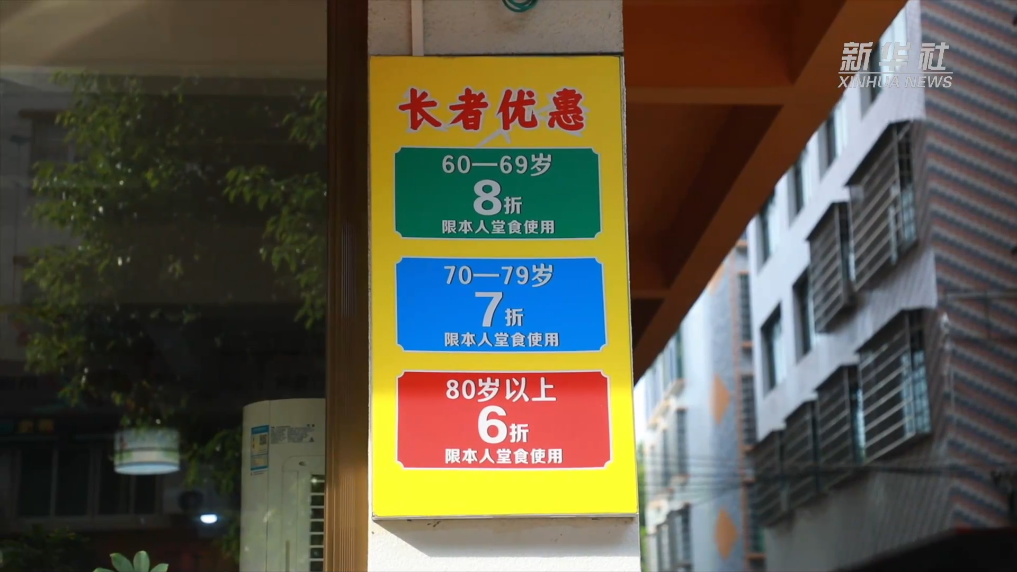 新华社
XINHUA NEWS
长者优惠
60—69岁
8折
限本人堂食使用
70—79岁
7折
限本人堂食使用
80岁以上
6折
限本人堂食使用